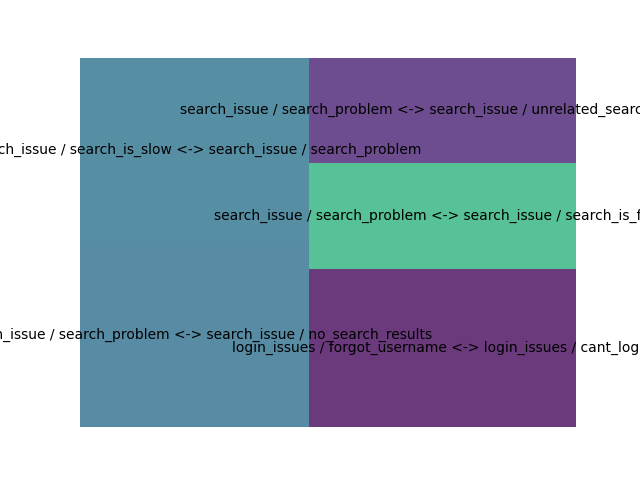 search_issue / search_problem <-> search_issue / unrelated_searc
ch_issue / search_is_slow <-> search_issue / search_problem
search_issue / search_problem <-> search_issue / search_is_f
h_issue / search_problem <-> search_issue / no_search_results
login_issues / forgot_username <-> login_issues / cant_log